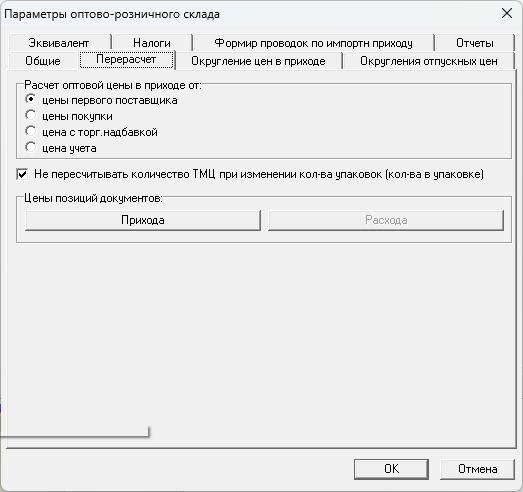 Параметры оптово-розничного склада
Эквивалент Налоги Формир проводок по импортн приходу Отчеты
Общие Перерасчет Округление цен в приходе Округления отпускных цен
Расчет оптовой цены в приходе от:
цены первого поставщика
цены покупки
цена с торг.надбавкой
цена учета
Не пересчитывать количество ТМЦ при изменении кол-ва упаковок (кол-ва в упаковке)
Цены позиций документов:
Прихода Расхода
OK Отмена